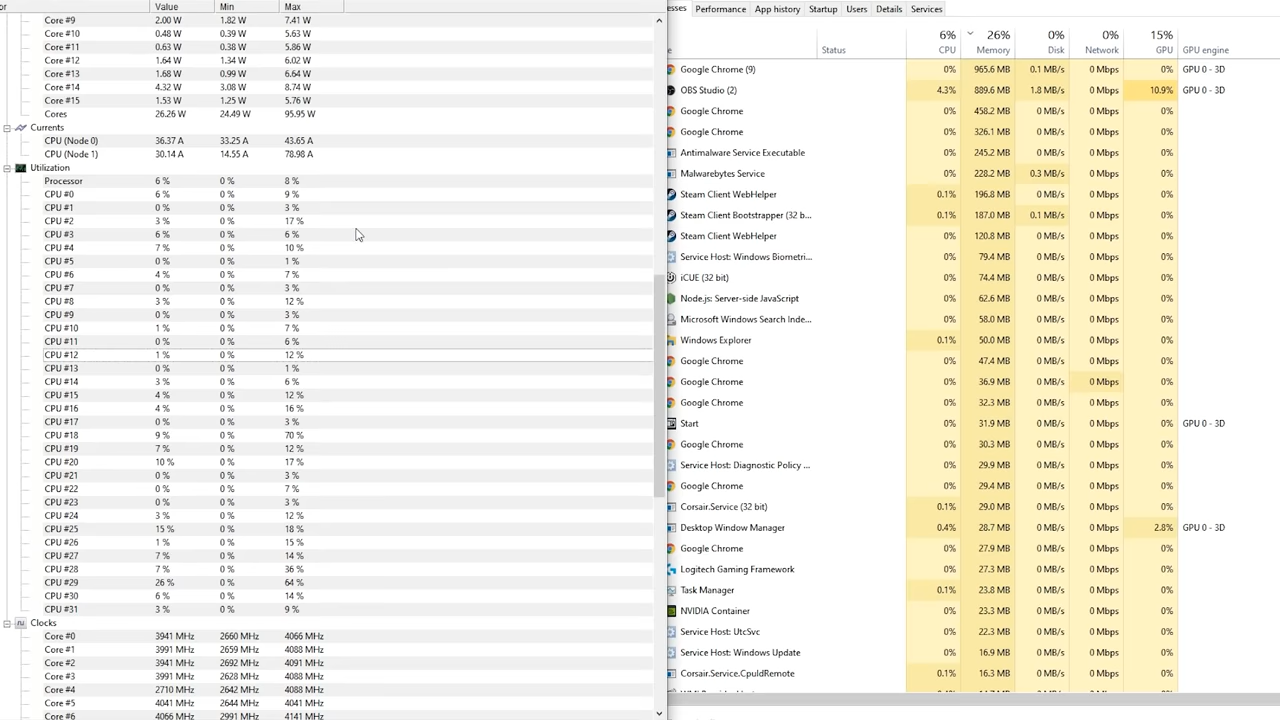 or Value Min Max
Core #9 2.00 W 1.82 W 7.41 W
Core #10 0.48 W 0.39 W 5.63 W
Core #11 0.63 W 0.38 W 5.86 W
Core #12 1.64 W 1.34 W 6.02 W
Core #13 1.68 W 0.99 W 6.64 W
Core #14 4.32 W 3.08 W 8.74 W
Core #15 1.53 W 1.25 W 5.76 W
Cores 26.26 W 24.49 W 95.95 W
Currents
CPU (Node 0) 36.37 A 33.25 A 43.65 A
CPU (Node 1) 30.14 A 14.55 A 78.98 A
Utilization
Processor 6 % 0 % 8 %
CPU #0 6 % 0 % 9 %
CPU #1 0 % 0 % 3 %
CPU #2 3 % 0 % 17 %
CPU #3 6 % 0 % 6 %
CPU #4 7 % 0 % 10 %
CPU #5 0 % 0 % 1 %
CPU #6 4 % 0 % 7 %
CPU #7 0 % 0 % 3 %
CPU #8 3 % 0 % 12 %
CPU #9 0 % 0 % 3 %
CPU #10 1 % 0 % 7 %
CPU #11 0 % 0 % 6 %
CPU #12 1 % 0 % 12 %
CPU #13 0 % 0 % 1 %
CPU #14 3 % 0 % 6 %
CPU #15 4 % 0 % 12 %
CPU #16 4 % 0 % 16 %
CPU #17 0 % 0 % 3 %
CPU #18 9 % 0 % 70 %
CPU #19 7 % 0 % 12 %
CPU #20 10 % 0 % 17 %
CPU #21 0 % 0 % 3 %
CPU #22 0 % 0 % 7 %
CPU #23 0 % 0 % 3 %
CPU #24 3 % 0 % 12 %
CPU #25 15 % 0 % 18 %
CPU #26 1 % 0 % 15 %
CPU #27 7 % 0 % 14 %
CPU #28 7 % 0 % 36 %
CPU #29 26 % 0 % 64 %
CPU #30 6 % 0 % 14 %
CPU #31 3 % 0 % 9 %
Clocks
Core #0 3941 MHz 2660 MHz 4066 MHz
Core #1 3991 MHz 2659 MHz 4088 MHz
Core #2 3941 MHz 2692 MHz 4091 MHz
Core #3 3991 MHz 2628 MHz 4088 MHz
Core #4 2710 MHz 2642 MHz 4088 MHz
Core #5 4041 MHz 2644 MHz 4041 MHz
Core #6 4066 MHz 2991 MHz 4141 MHz
esses Performance App history Startup Users Details Services
6% 26% 0% 0% 15%
e Status CPU Memory Disk Network GPU GPU engine
Google Chrome (9) 0% 965.6 MB 0.1 MB/s 0 Mbps 0% GPU 0 - 3D
OBS Studio (2) 4.3% 889.6 MB 1.8 MB/s 0 Mbps 10.9% GPU 0 - 3D
Google Chrome 0% 458.2 MB 0 MB/s 0 Mbps 0%
Google Chrome 0% 326.1 MB 0 MB/s 0 Mbps 0%
Antimalware Service Executable 0% 245.2 MB 0 MB/s 0 Mbps 0%
Malwarebytes Service 0% 228.2 MB 0.3 MB/s 0 Mbps 0%
Steam Client WebHelper 0.1% 196.8 MB 0 MB/s 0 Mbps 0%
Steam Client Bootstrapper (32 b... 0.1% 187.0 MB 0.1 MB/s 0 Mbps 0%
Steam Client WebHelper 0% 120.8 MB 0 MB/s 0 Mbps 0%
Service Host: Windows Biometri... 0% 79.4 MB 0 MB/s 0 Mbps 0%
iCUE (32 bit) 0% 74.4 MB 0 MB/s 0 Mbps 0%
Node.js: Server-side JavaScript 0% 62.6 MB 0 MB/s 0 Mbps 0%
Microsoft Windows Search Inde... 0% 58.0 MB 0 MB/s 0 Mbps 0%
Windows Explorer 0.1% 50.0 MB 0 MB/s 0 Mbps 0%
Google Chrome 0% 47.4 MB 0 MB/s 0 Mbps 0%
Google Chrome 0% 36.9 MB 0 MB/s 0 Mbps 0%
Google Chrome 0% 32.3 MB 0 MB/s 0 Mbps 0%
Start 0% 31.9 MB 0 MB/s 0 Mbps 0% GPU 0 - 3D
Google Chrome 0% 30.3 MB 0 MB/s 0 Mbps 0%
Service Host: Diagnostic Policy ... 0% 29.9 MB 0 MB/s 0 Mbps 0%
Google Chrome 0% 29.4 MB 0 MB/s 0 Mbps 0%
Corsair.Service (32 bit) 0.1% 29.0 MB 0 MB/s 0 Mbps 0%
Desktop Window Manager 0.4% 28.7 MB 0 MB/s 0 Mbps 2.8% GPU 0 - 3D
Google Chrome 0% 27.9 MB 0 MB/s 0 Mbps 0%
Logitech Gaming Framework 0% 27.3 MB 0 MB/s 0 Mbps 0%
Task Manager 0.1% 23.8 MB 0 MB/s 0 Mbps 0%
NVIDIA Container 0% 23.3 MB 0 MB/s 0 Mbps 0%
Service Host: UtcSvc 0% 22.3 MB 0 MB/s 0 Mbps 0%
Service Host: Windows Update 0% 16.9 MB 0 MB/s 0 Mbps 0%
Corsair.Service.CpuIdRemote 0.1% 16.3 MB 0 MB/s 0 Mbps 0%